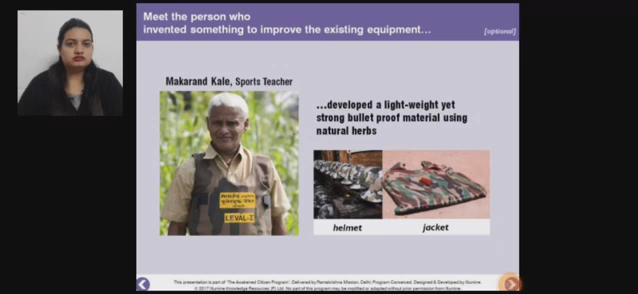 Meet the person who
invented something to improve the existing equipment...
[optional]
Makarand Kale, Sports Teacher
...developed a light-weight yet
strong bullet proof material using
natural herbs
LEVAL-I
helmet
jacket
This presentation is part of 'The Awakened Citizen Program'. Delivered by Ramakrishna Mission, Delhi Program Conceived, Designed & Developed by Illumine.
© 2017 Illumine Knowledge Resources (P) Ltd. No part of this program may be modified or adapted without prior permission from Illumine.